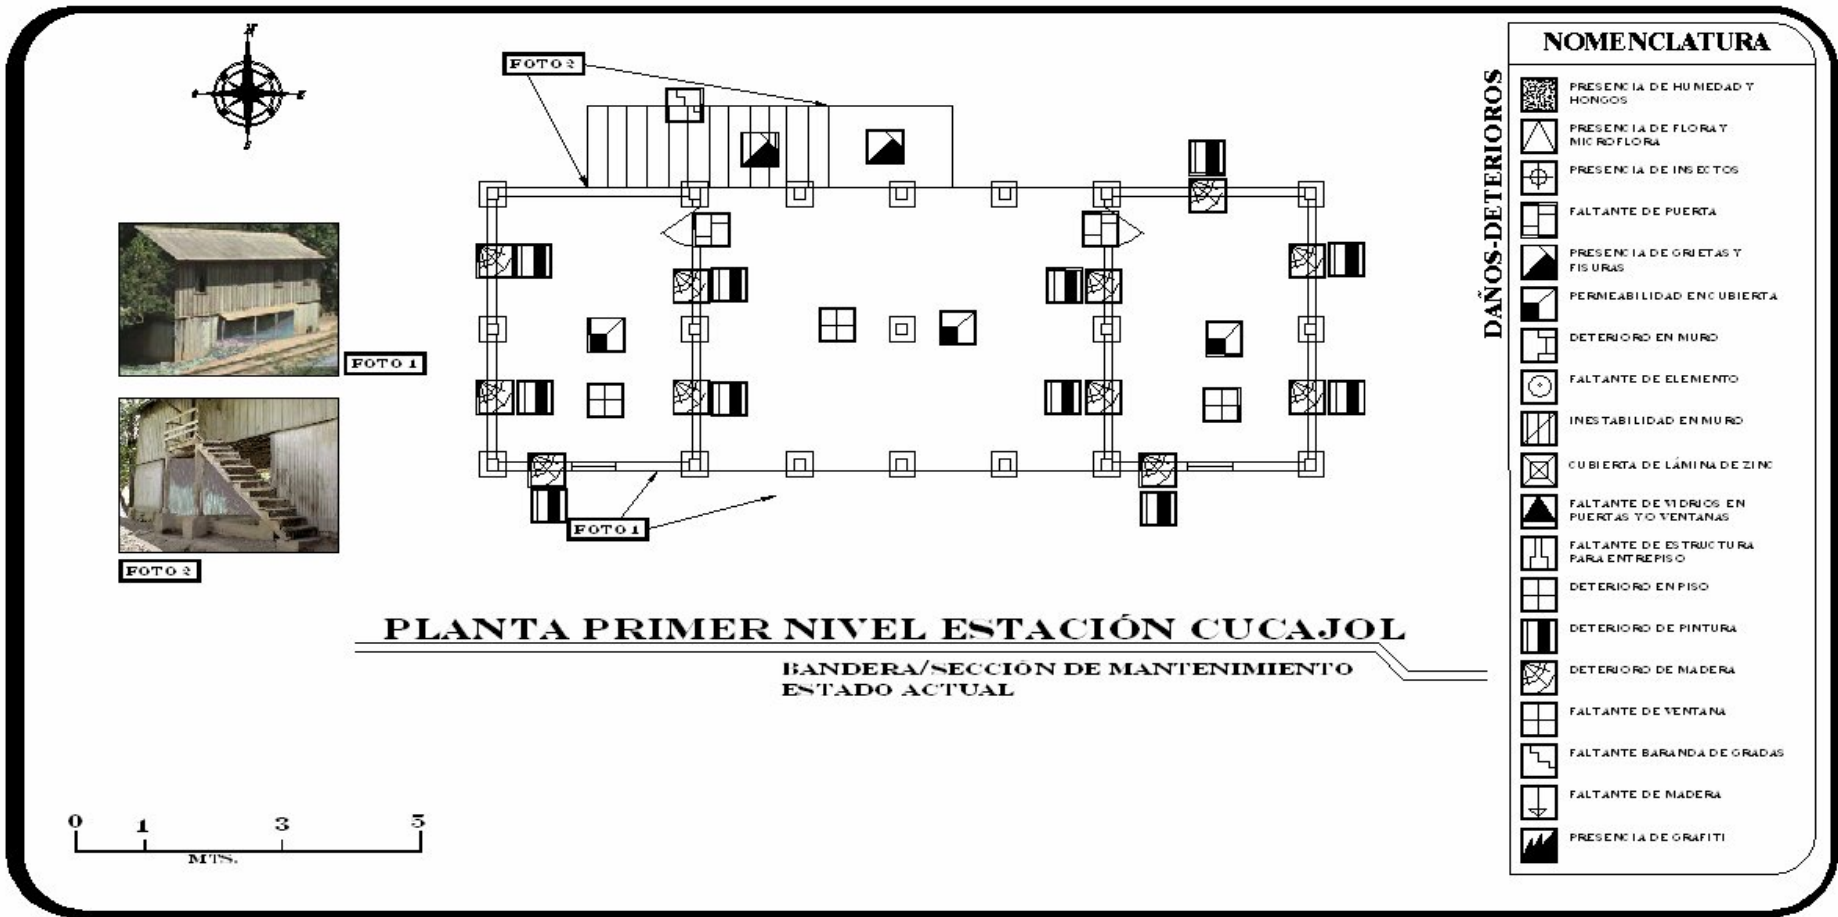 N
E
S
FOTO 2
FOTO 1
FOTO 2
FOTO 1
PLANTA PRIMER NIVEL ESTACIÓN CUCAJOL
BANDERA/SECCIÓN DE MANTENIMIENTO
ESTADO ACTUAL
0 1 3 5
MTS.
DAÑOS-DETERIOROS
NOMENCLATURA
PRESENCIA DE HUMEDAD Y
HONGOS
PRESENCIA DE FLORA Y
MICROFLORA
PRESENCIA DE INSECTOS
FALTANTE DE PUERTA
PRESENCIA DE GRIETAS Y
FISURAS
PERMEABILIDAD EN CUBIERTA
DETERIORO EN MURO
FALTANTE DE ELEMENTO
INESTABILIDAD EN MURO
CUBIERTA DE LÁMINA DE ZINC
FALTANTE DE VIDRIOS EN
PUERTAS Y/O VENTANAS
FALTANTE DE ESTRUCTURA
PARA ENTREPISO
DETERIORO EN PISO
DETERIORO DE PINTURA
DETERIORO DE MADERA
FALTANTE DE VENTANA
FALTANTE BARANDA DE GRADAS
FALTANTE DE MADERA
PRESENCIA DE GRAFITI